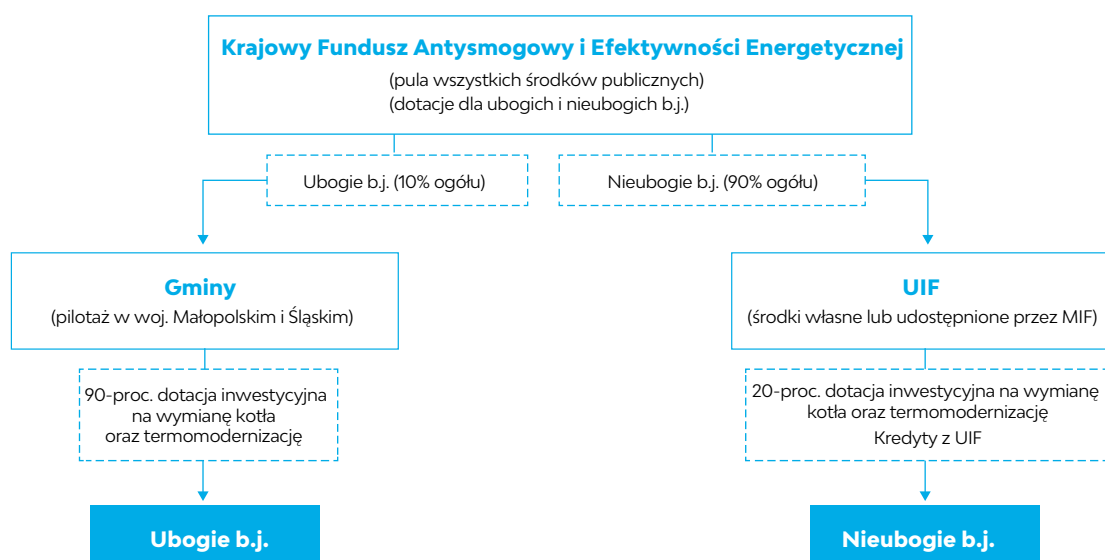 Krajowy Fundusz Antysmogowy i Efektywności Energetycznej
(pula wszystkich środków publicznych)
(dotacje dla ubogich i nieubogich b.j.)
Ubogie b.j. (10% ogółu)
Nieubogie b.j. (90% ogółu)
Gminy
(pilotaż w woj. Małopolskim i Śląskim)
UIF
(środki własne lub udostępnione przez MIF)
90-proc. dotacja inwestycyjna
na wymianę kotła
oraz termomodernizację
20-proc. dotacja inwestycyjna na wymianę
kotła oraz termomodernizację
Kredyty z UIF
Ubogie b.j.
Nieubogie b.j.